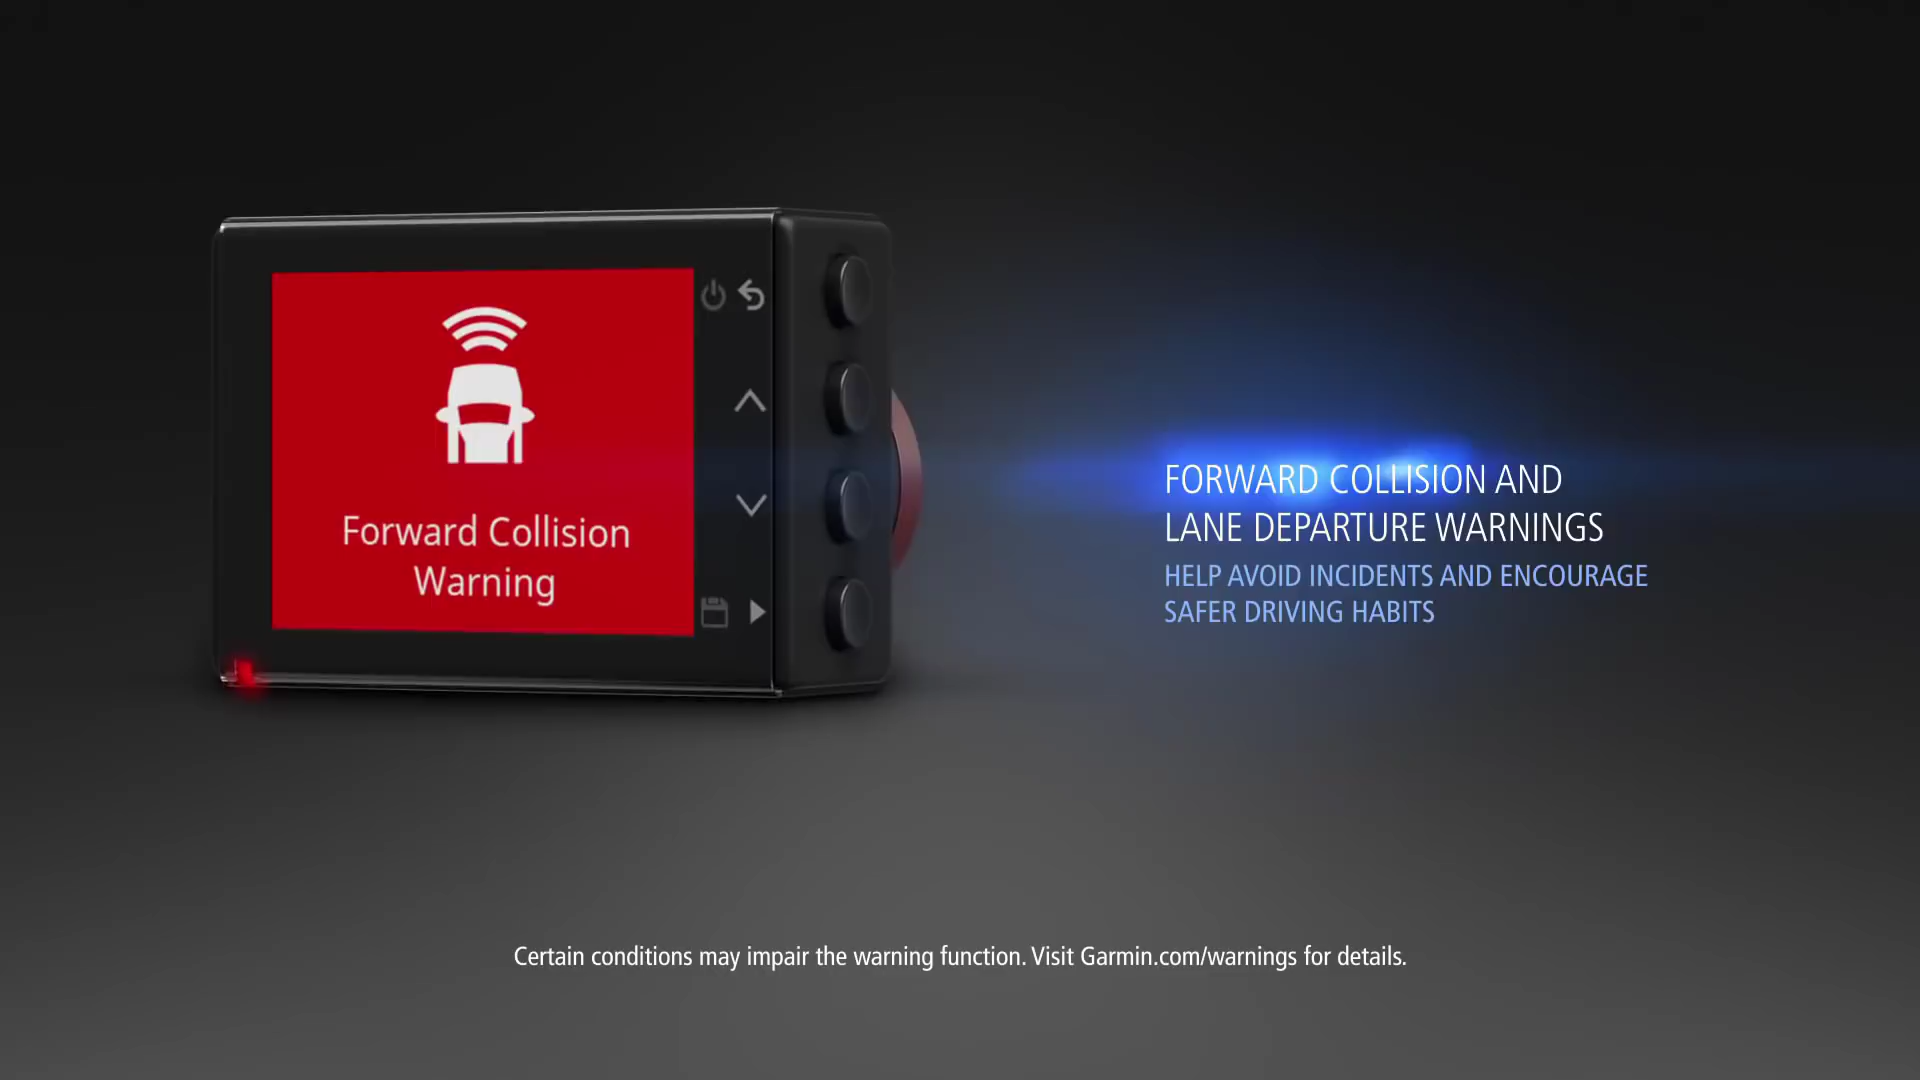 Forward Collision
Warning
FORWARD COLLISION AND
LANE DEPARTURE WARNINGS
HELP AVOID INCIDENTS AND ENCOURAGE
SAFER DRIVING HABITS
Certain conditions may impair the warning function. Visit Garmin.com/warnings for details.